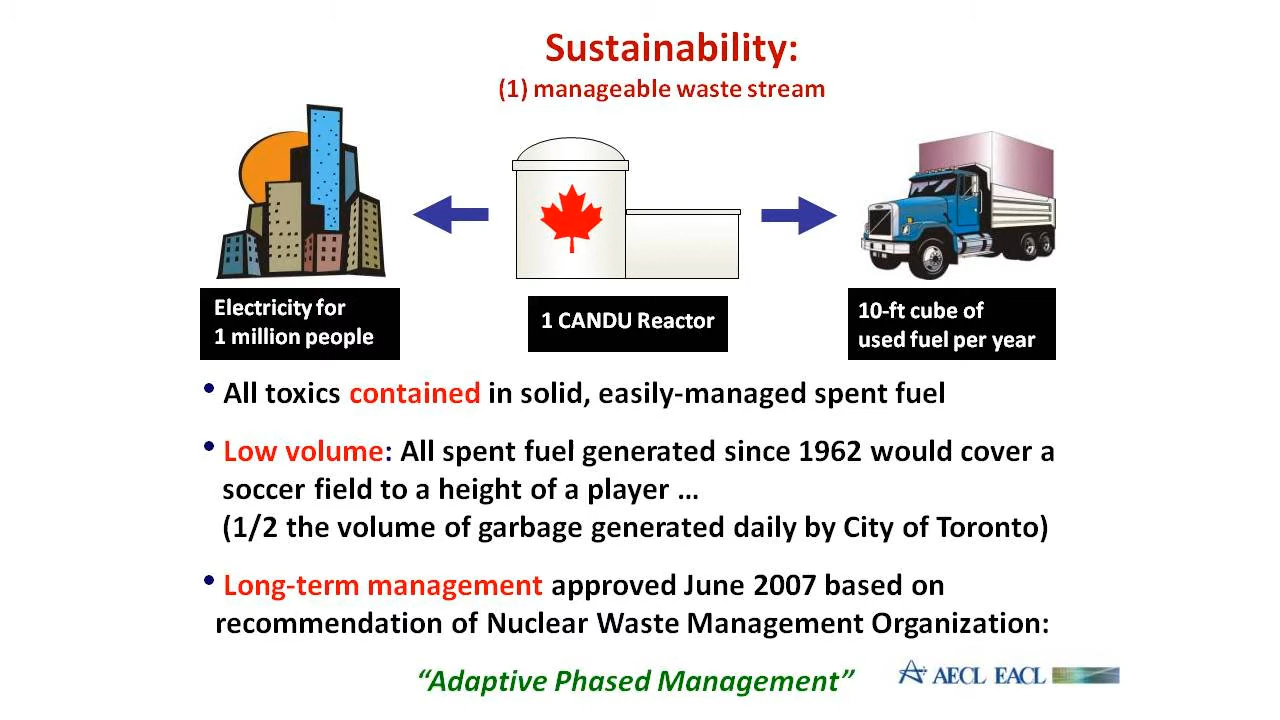 Sustainability:
(1) manageable waste stream
Electricity for
1 million people
1 CANDU Reactor
10-ft cube of
used fuel per year
• All toxics contained in solid, easily-managed spent fuel
• Low volume: All spent fuel generated since 1962 would cover a
soccer field to a height of a player ...
(1/2 the volume of garbage generated daily by City of Toronto)
• Long-term management approved June 2007 based on
recommendation of Nuclear Waste Management Organization:
“Adaptive Phased Management”
AECL EACL